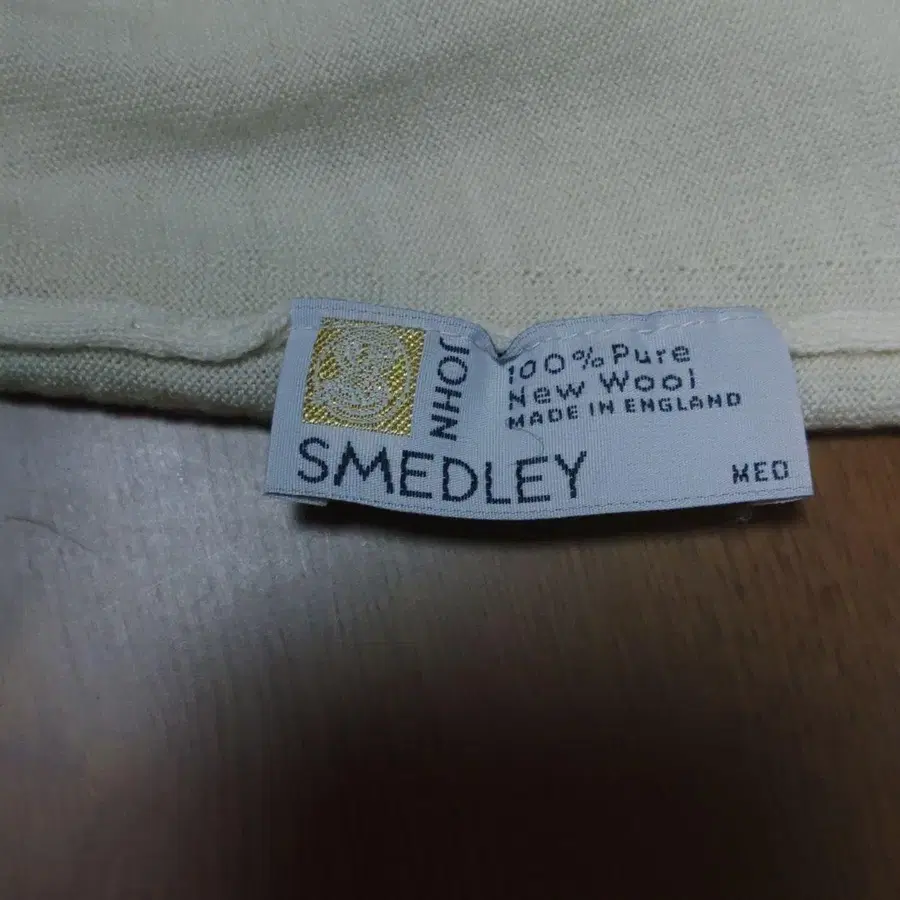 JOHN
SMEDLEY
100% Pure
New Wool
MADE IN ENGLAND
MED